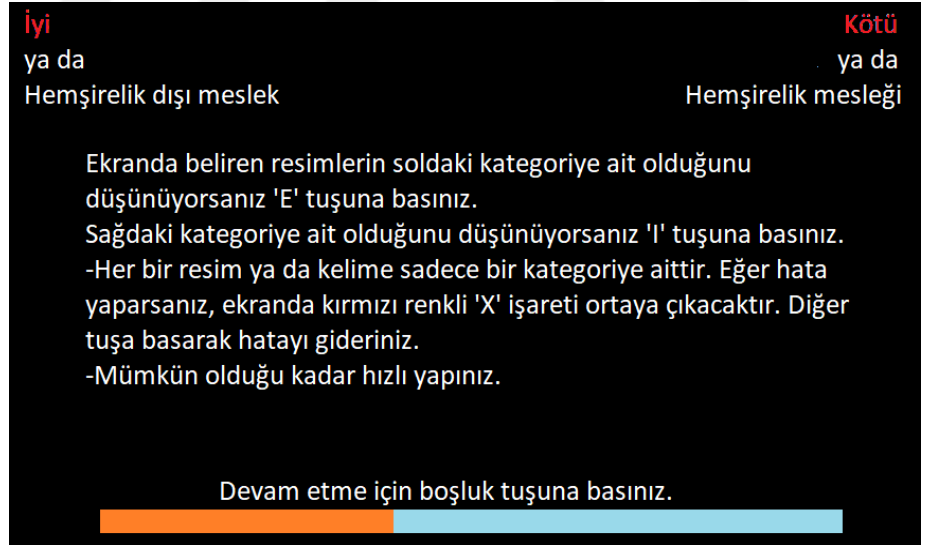 İyi
Kötü
ya da
ya da
Hemşirelik dışı meslek
Hemşirelik mesleği
Ekranda beliren resimlerin soldaki kategoriye ait olduğunu
düşünüyorsanız 'E' tuşuna basınız.
Sağdaki kategoriye ait olduğunu düşünüyorsanız 'I' tuşuna basınız.
-Her bir resim ya da kelime sadece bir kategoriye aittir. Eğer hata
yaparsanız, ekranda kırmızı renkli 'X' işareti ortaya çıkacaktır. Diğer
tuşa basarak hatayı gideriniz.
-Mümkün olduğu kadar hızlı yapınız.
Devam etme için boşluk tuşuna basınız.